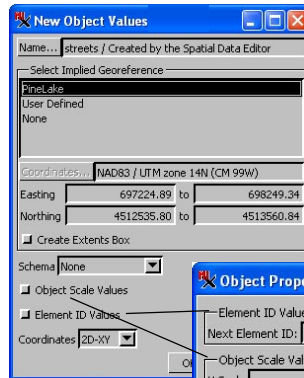 New Object Values
Name... streets / Created by the Spatial Data Editor
Select Implied Georeference
PineLake
User Defined
None
Coordinates... NAD83 / UTM zone 14N (CM 99W)
Easting 697224.89 to 698249.34
Northing 4512535.80 to 4513560.84
Create Extents Box
Schema None
Object Scale Values
Object Prope
Element ID Values
Element ID Value
Next Element ID:
Coordinates 2D-XY
Object Scale Val